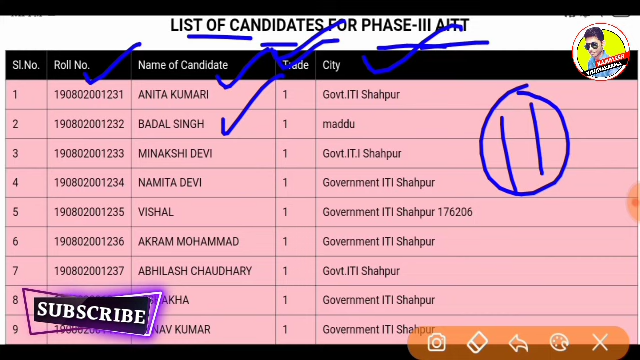 LIST OF CANDIDATES FOR PHASE-III AITT
Sl.No. Roll No. Name of Candidate Trade City
1 190802001231 ANITA KUMARI 1 Govt.ITI Shahpur
2 190802001232 BADAL SINGH 1 maddu
3 190802001233 MINAKSHI DEVI 1 Govt.IT.I Shahpur
4 190802001234 NAMITA DEVI 1 Government ITI Shahpur
5 190802001235 VISHAL 1 Government ITI Shahpur 176206
6 190802001236 AKRAM MOHAMMAD 1 Government ITI Shahpur
7 190802001237 ABHILASH CHAUDHARY 1 Govt.ITI Shahpur
8 1 Government ITI Shahpur
9 KUMAR 1 Government ITI Shahpur
SUBSCRIBE
KAMLESH
VISHWAKARMA
11